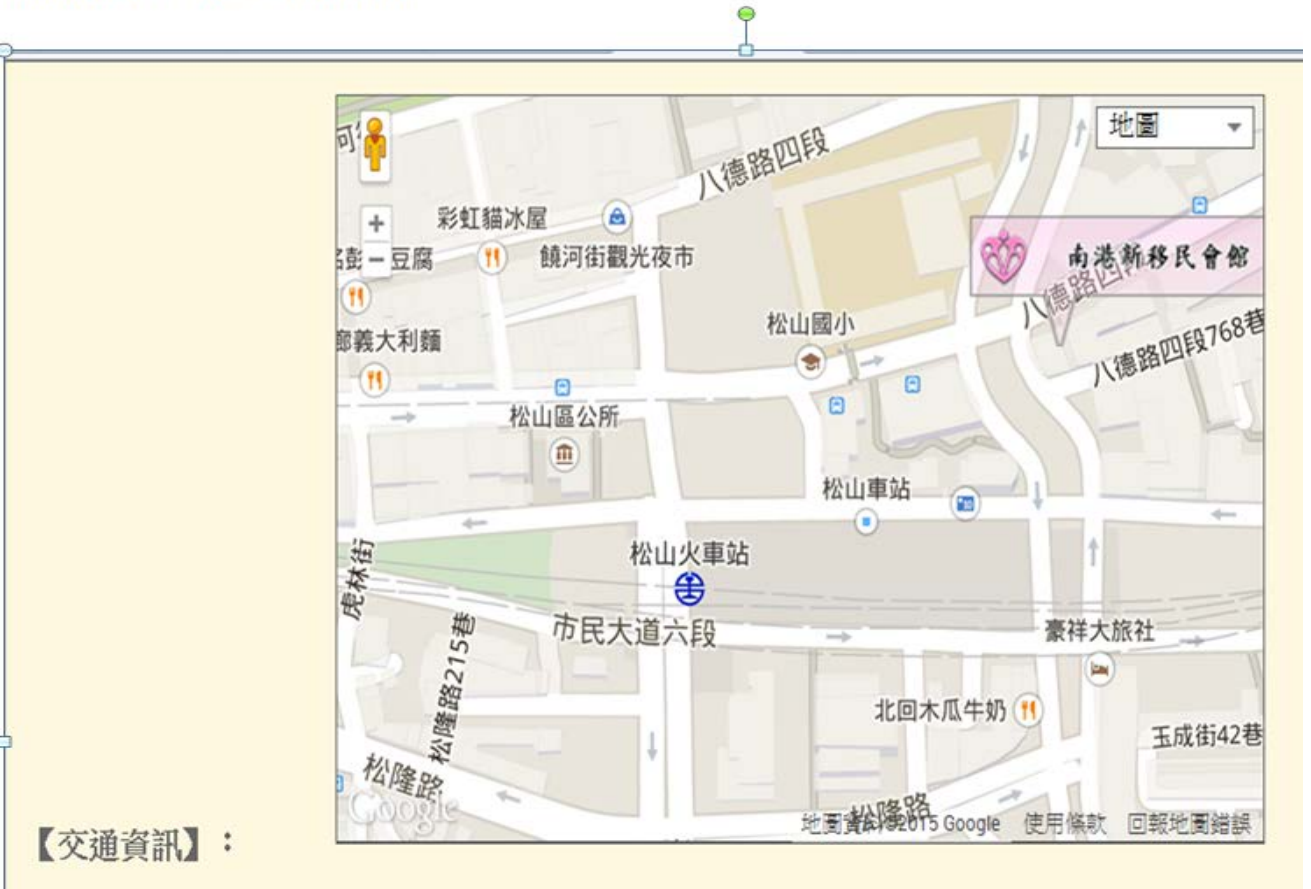 地圖
八德路四段
彩虹貓冰屋
饒河街觀光夜市
豆腐
南港新移民會館
八德路四
松山國小
義大利麵
八德路四段768巷
松山區公所
松山車站
松山火車站
虎林街
市民大道六段
豪祥大旅社
松隆路215巷
北回木瓜牛奶
玉成街42巷
松隆路
松隆路
Google
2015 Google
使用條款
回報地圖錯誤
【交通資訊】：